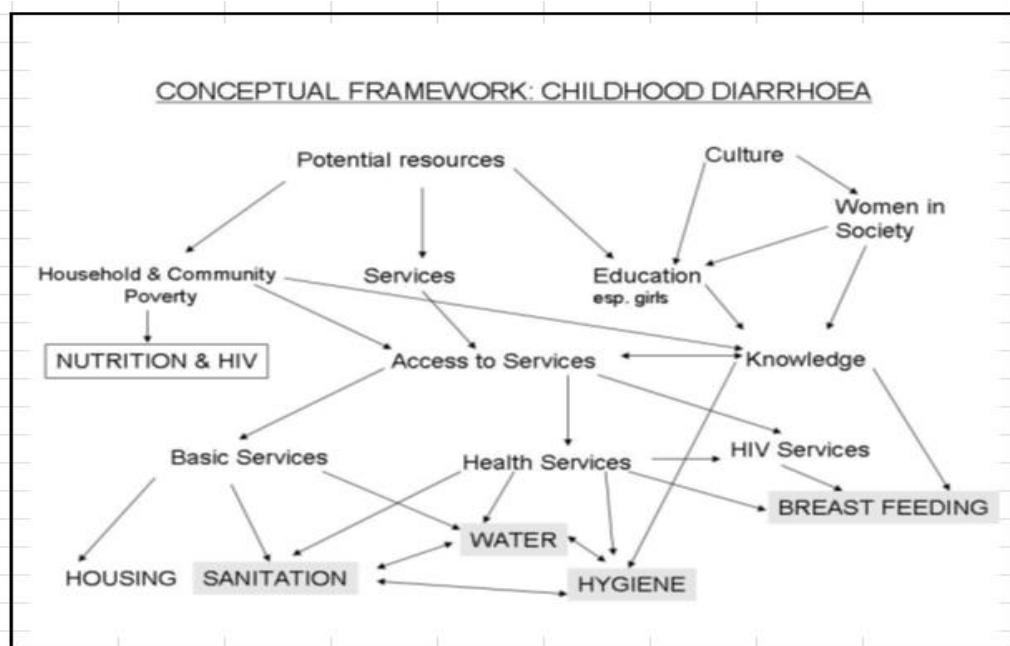 CONCEPTUAL FRAMEWORK: CHILDHOOD DIARRHOEA
Potential resources
Culture
Women in
Society
Household & Community
Poverty
Services
Education
esp. girls
NUTRITION & HIV
Access to Services
Knowledge
Basic Services
Health Services
HIV Services
BREAST FEEDING
WATER
HOUSING
SANITATION
HYGIENE